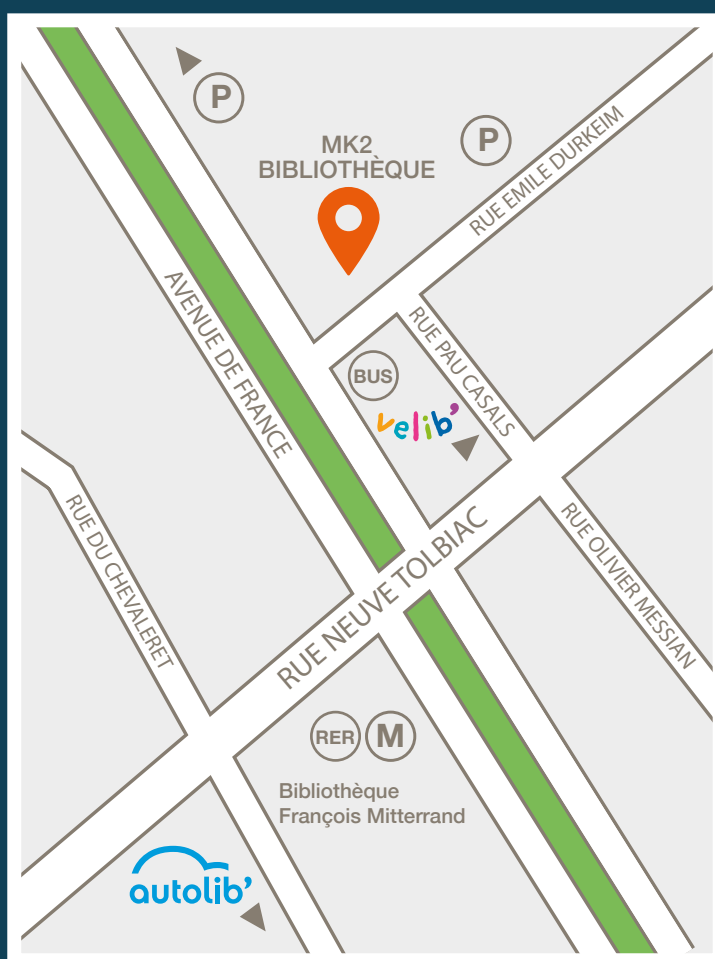 P
P
MK2
BIBLIOTHÈQUE
RUE EMILE DURKEIM
AVENUE DE FRANCE
RUE PAU CASALS
BUS
velib'
RUE DU CHEVALERET
RUE NEUVE TOLBIAC
RUE OLIVIER MESSIAN
RER
M
Bibliothèque
François Mitterrand
autolib'